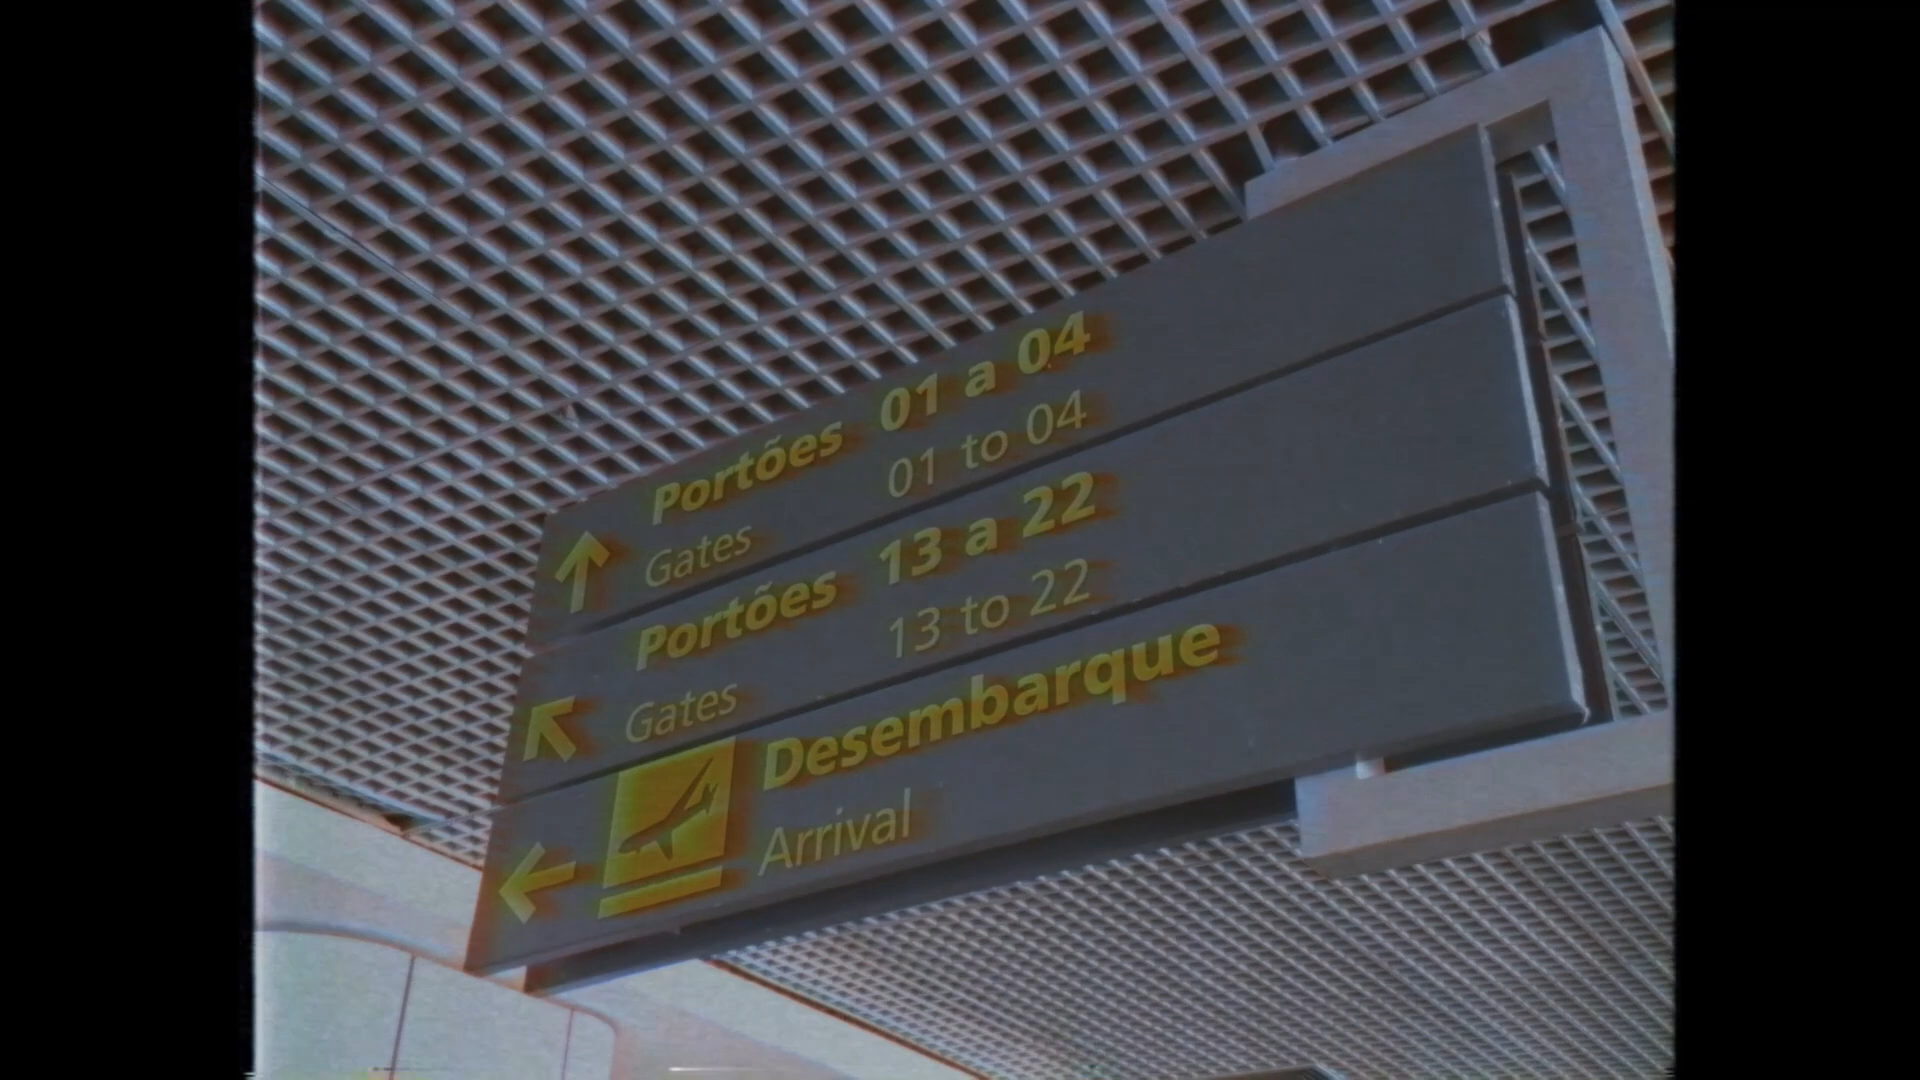 Portões 01 a 04
Gates 01 to 04
Portões 13 a 22
Gates 13 to 22
Desembarque
Arrival